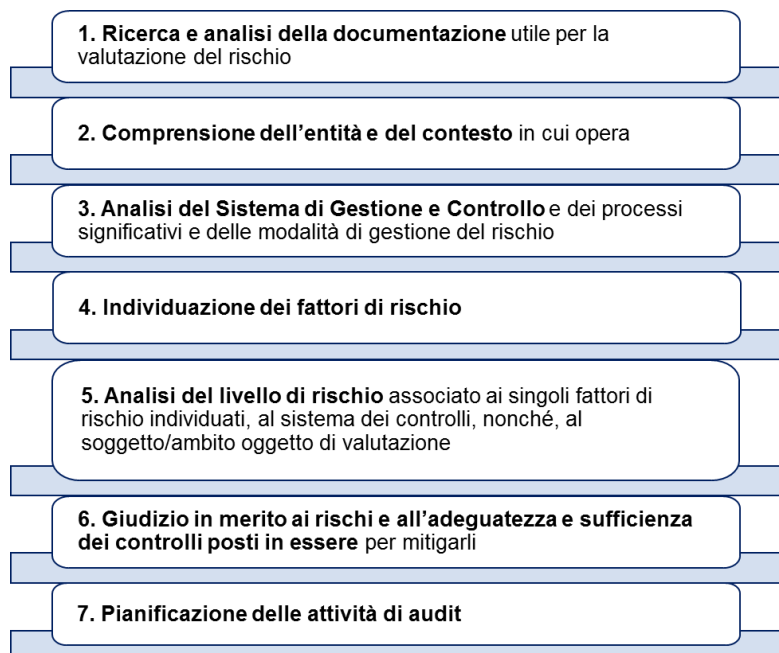 1. Ricerca e analisi della documentazione utile per la
valutazione del rischio
2. Comprensione dell'entità e del contesto in cui opera
3. Analisi del Sistema di Gestione e Controllo e dei processi
significativi e delle modalità di gestione del rischio
4. Individuazione dei fattori di rischio
5. Analisi del livello di rischio associato ai singoli fattori di
rischio individuati, al sistema dei controlli, nonché, al
soggetto/ambito oggetto di valutazione
6. Giudizio in merito ai rischi e all'adeguatezza e sufficienza
dei controlli posti in essere per mitigarli
7. Pianificazione delle attività di audit